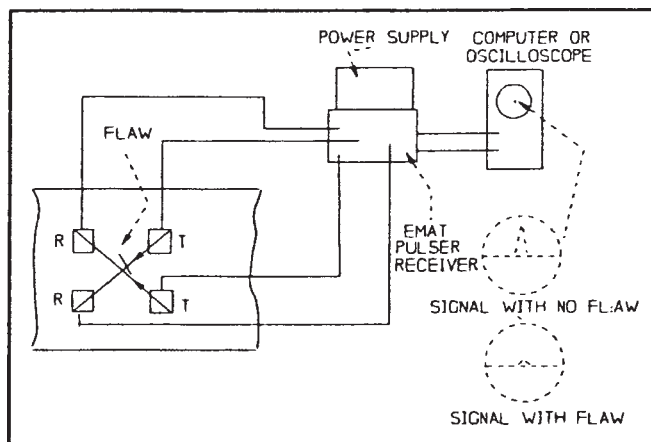 POWER SUPPLY
COMPUTER OR
OSCILLOSCOPE
FLAW
R
T
R
T
EMAT
PULSER
RECEIVER
SIGNAL WITH NO FL:AW
SIGNAL WITH FLAW